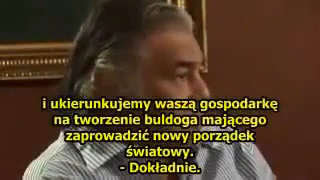 i ukierunkujemy waszą gospodarkę
na tworzenie buldoga mającego
zaprowadzić nowy porządek
światowy.
- Dokładnie.